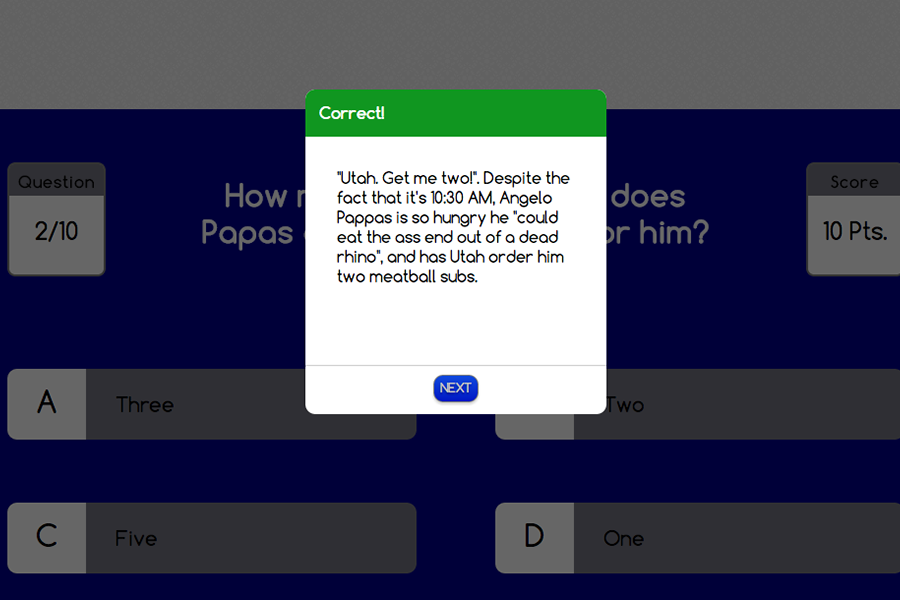 Correct!
"Utah. Get me two!". Despite the
fact that it's 10:30 AM, Angelo
Pappas is so hungry he "could
eat the ass end out of a dead
rhino", and has Utah order him
two meatball subs.
NEXT
Question
2/10
How does
Papas or him?
Score
10 Pts.
A Three
Two
C Five
D One